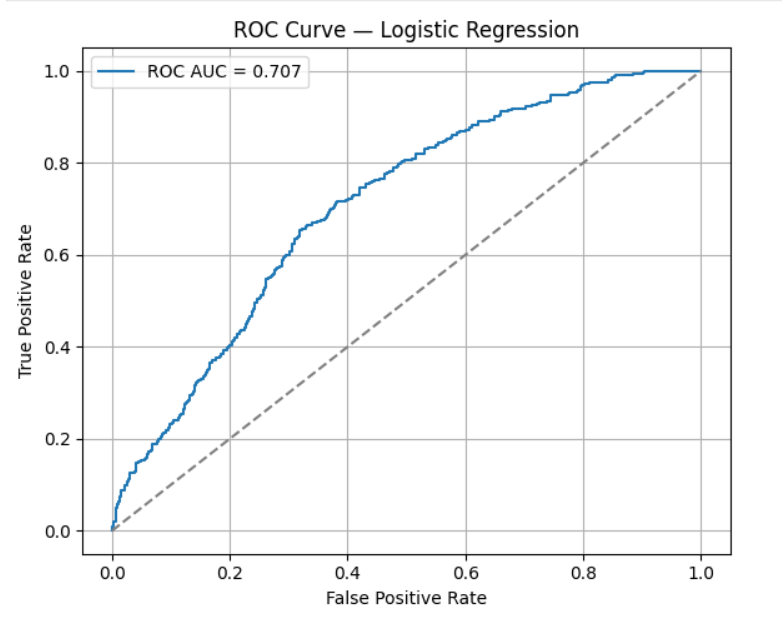 ROC Curve — Logistic Regression
ROC AUC = 0.707
True Positive Rate
1.0
0.8
0.6
0.4
0.2
0.0
0.0 0.2 0.4 0.6 0.8 1.0
False Positive Rate